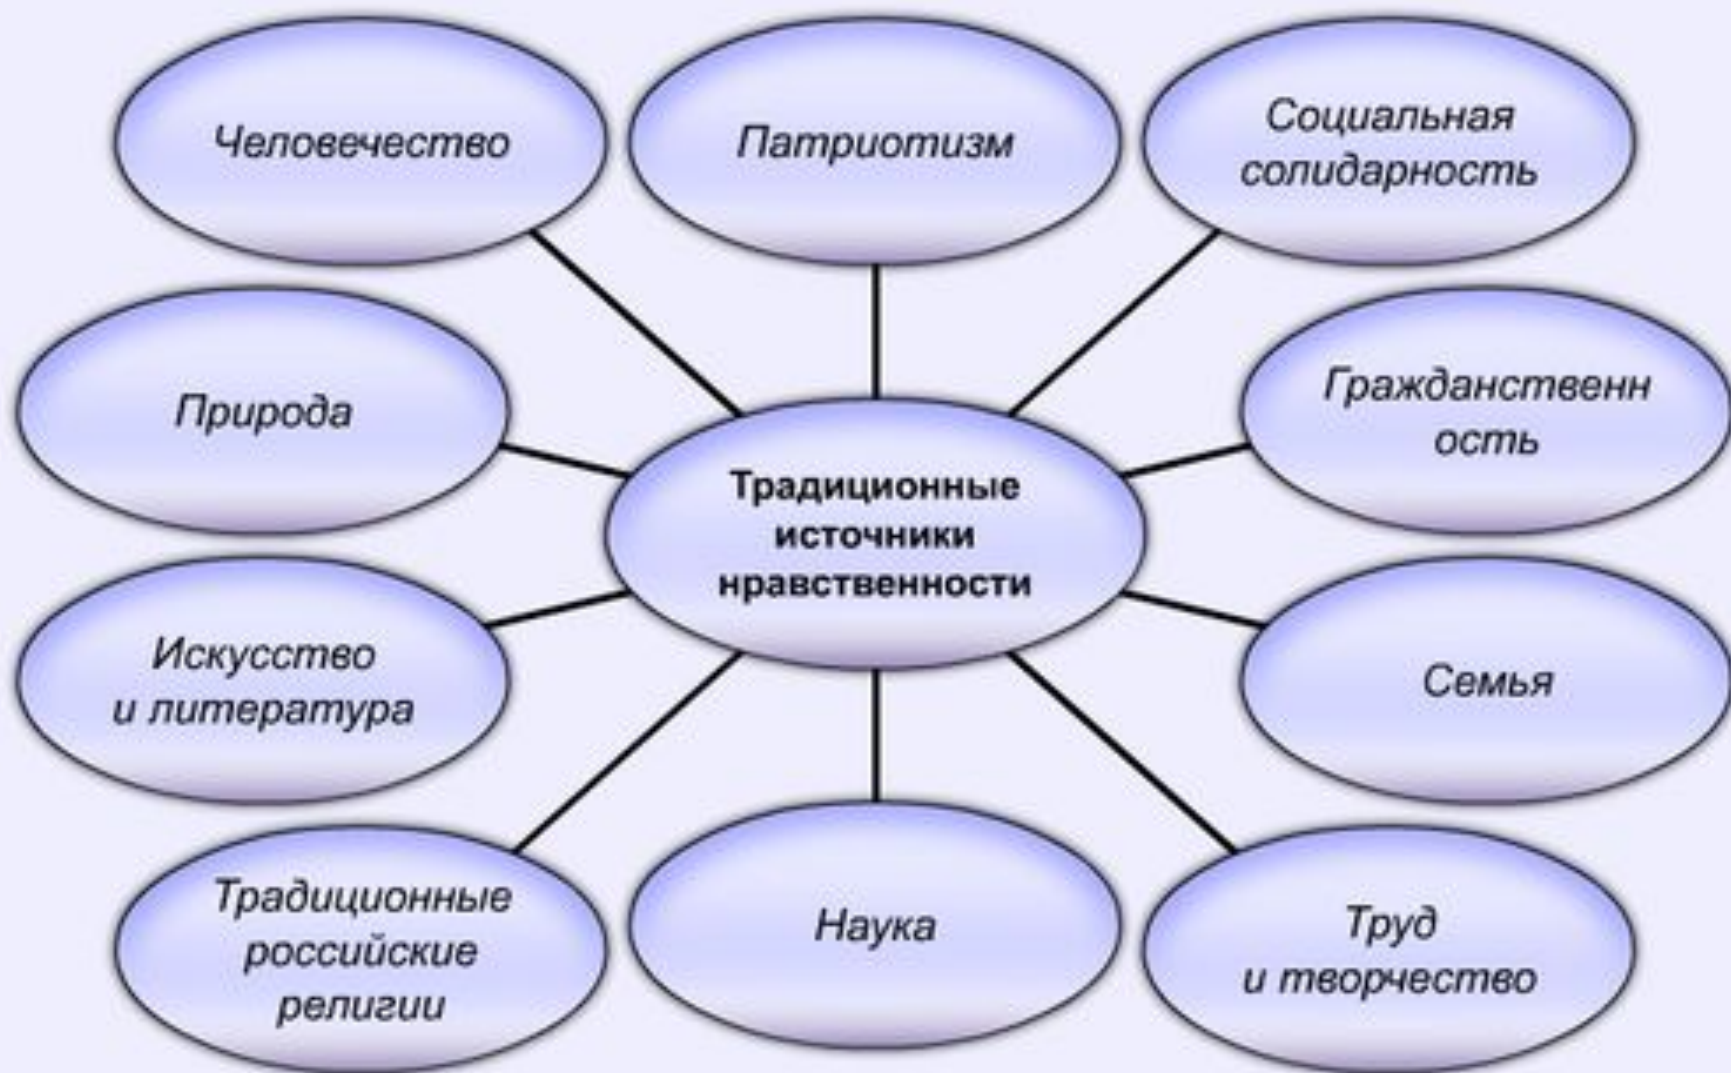 Человечество
Патриотизм
Социальная
солидарность
Природа
Гражданственн
ость
Традиционные
источники
нравственности
Искусство
и литература
Семья
Традиционные
российские
религии
Наука
Труд
и творчество